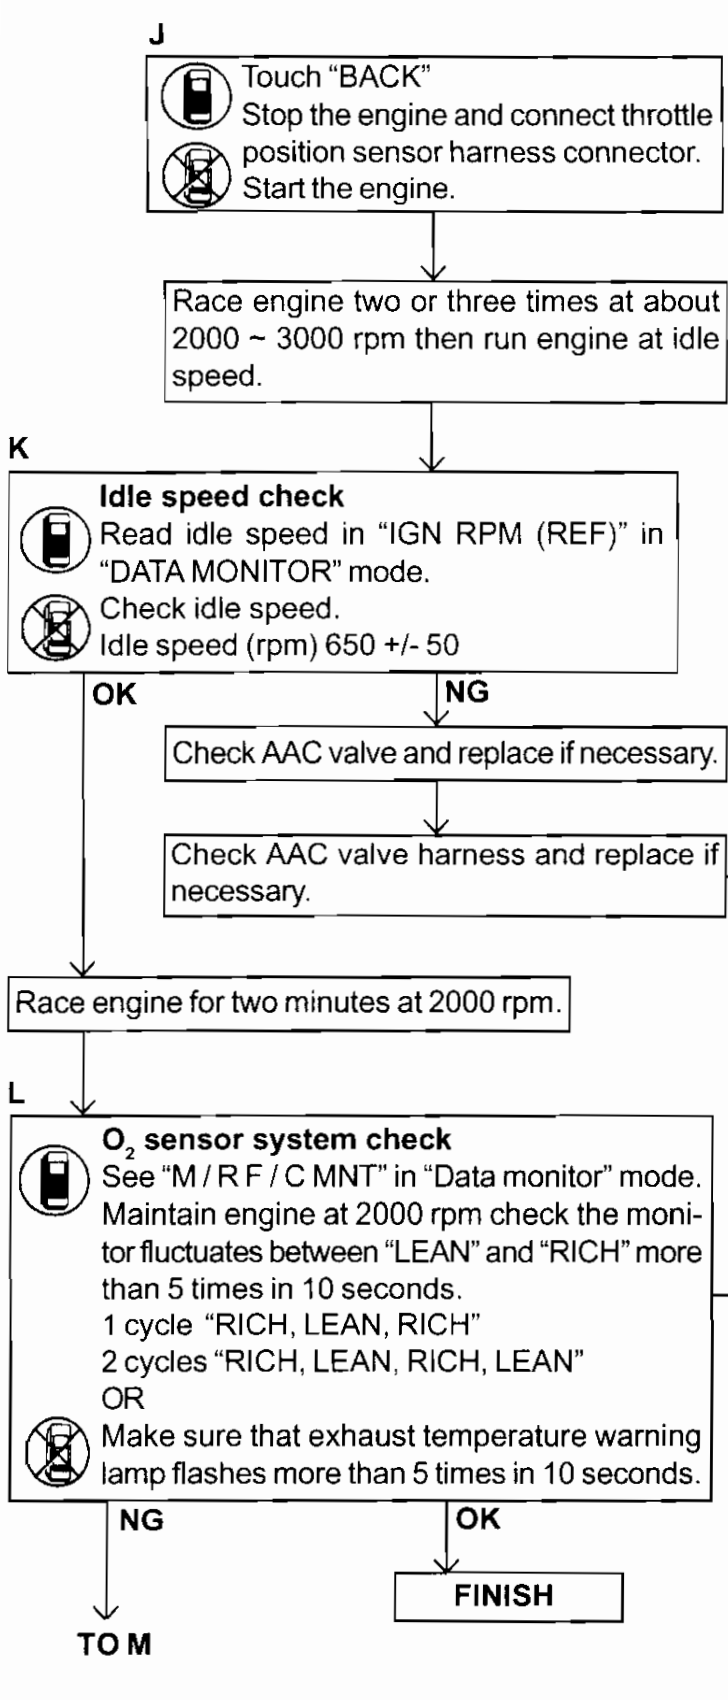 J
Touch “BACK”
Stop the engine and connect throttle
position sensor harness connector.
Start the engine.
Race engine two or three times at about
2000 ~ 3000 rpm then run engine at idle
speed.
K
Idle speed check
Read idle speed in “IGN RPM (REF)” in
“DATA MONITOR” mode.
Check idle speed.
Idle speed (rpm) 650 +/- 50
OK
NG
Check AAC valve and replace if necessary.
Check AAC valve harness and replace if
necessary.
Race engine for two minutes at 2000 rpm.
L
O₂ sensor system check
See “M / R F / C MNT” in “Data monitor” mode.
Maintain engine at 2000 rpm check the moni-
tor fluctuates between “LEAN” and “RICH” more
than 5 times in 10 seconds.
1 cycle “RICH, LEAN, RICH”
2 cycles “RICH, LEAN, RICH, LEAN”
OR
Make sure that exhaust temperature warning
lamp flashes more than 5 times in 10 seconds.
NG
OK
FINISH
TO M